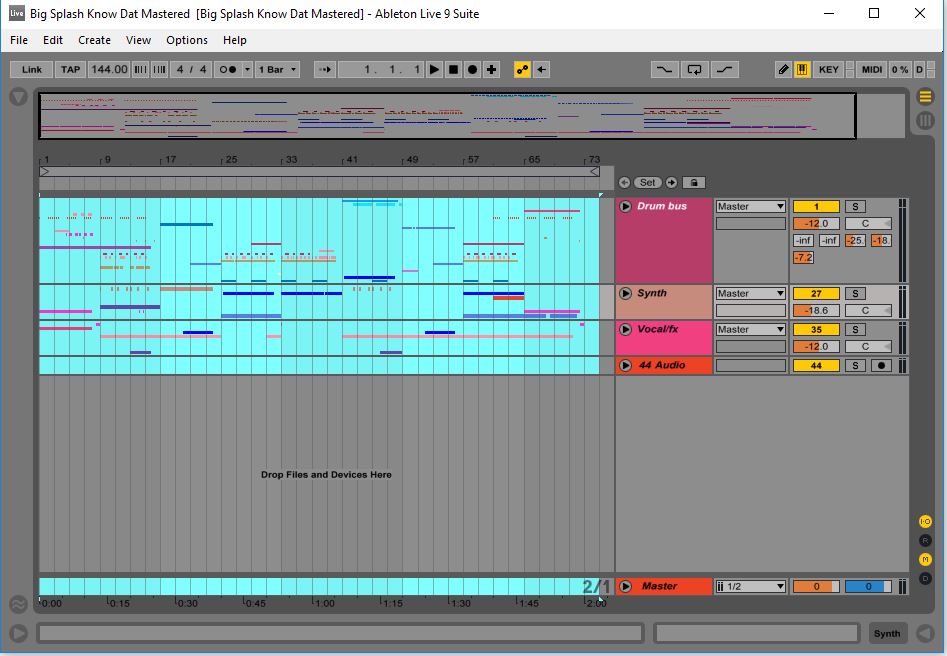 Live Big Splash Know Dat Mastered [Big Splash Know Dat Mastered] - Ableton Live 9 Suite
File Edit Create View Options Help
Link TAP 144.00 4 / 4 1 Bar 1. 1. 1 KEY MIDI 0 % D
1 9 17 25 33 41 49 57 65 73
Set
Drum bus Master 1 S
-12.0 C
-inf -inf -25. -18.
-7.2
Synth Master 27 S
-18.6 C
Vocal/fx Master 35 S
-12.0 C
44 Audio 44 S
Drop Files and Devices Here
I·O
R
M
D
2/1 Master 1/2 0 0
0:00 0:15 0:30 0:45 1:00 1:15 1:30 1:45 2:00
Synth